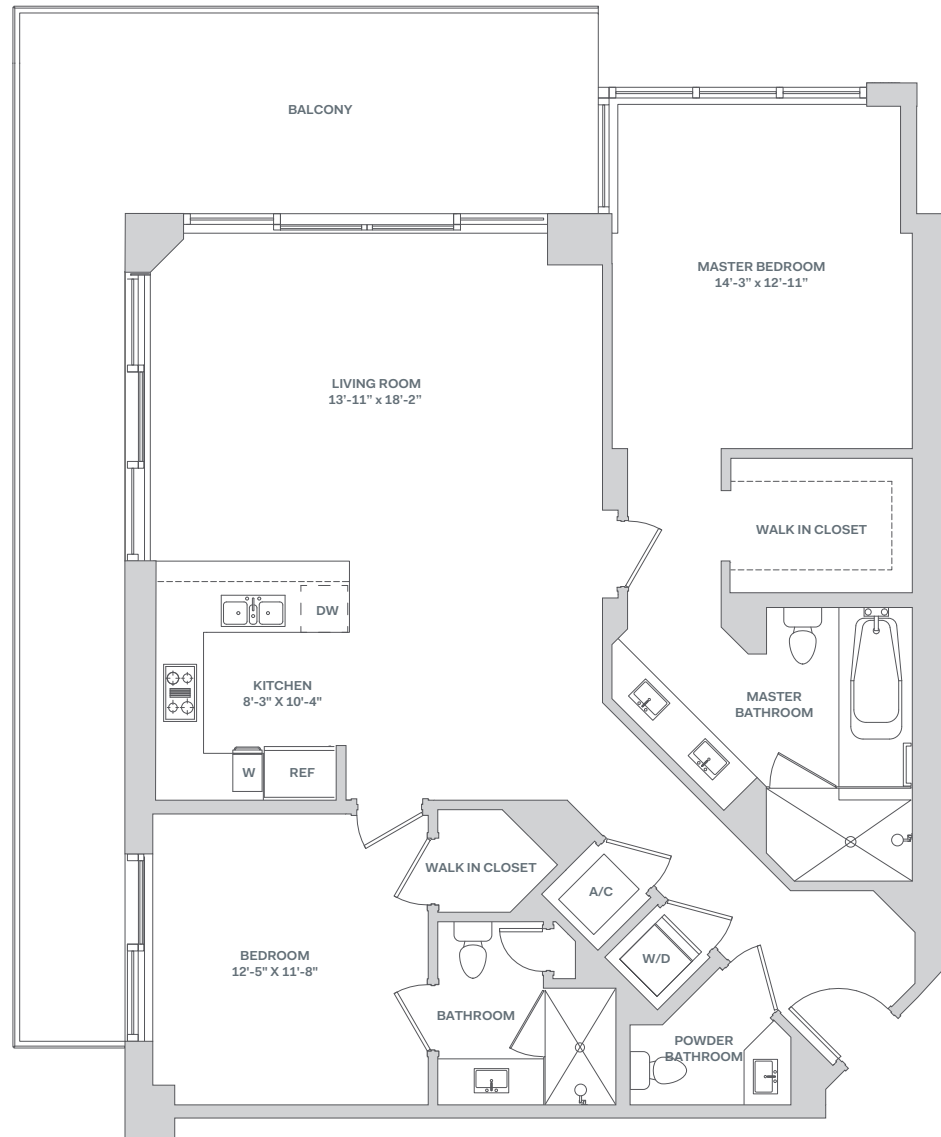 BALCONY
MASTER BEDROOM
14'-3" x 12'-11"
LIVING ROOM
13'-11" x 18'-2"
WALK IN CLOSET
DW
KITCHEN
8'-3" X 10'-4"
MASTER
BATHROOM
W
REF
WALK IN CLOSET
A/C
W/D
BEDROOM
12'-5" X 11'-8"
BATHROOM
POWDER
BATHROOM